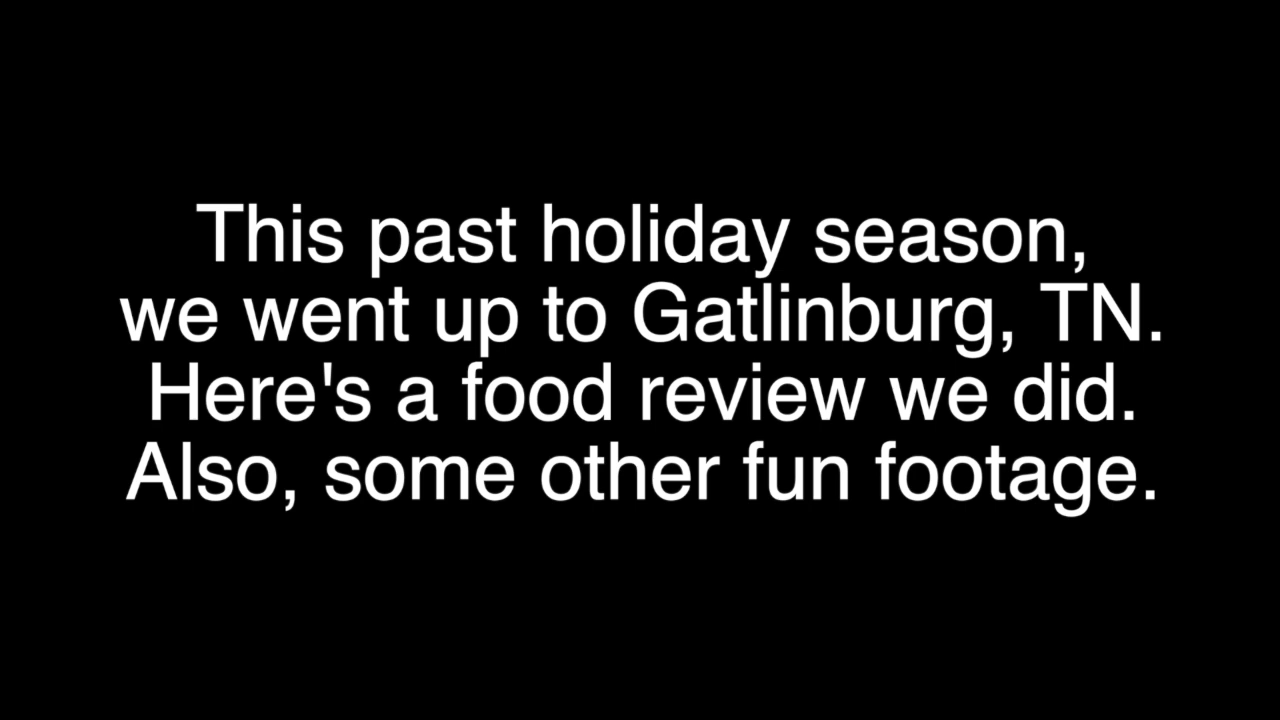 This past holiday season,
we went up to Gatlinburg, TN.
Here's a food review we did.
Also, some other fun footage.